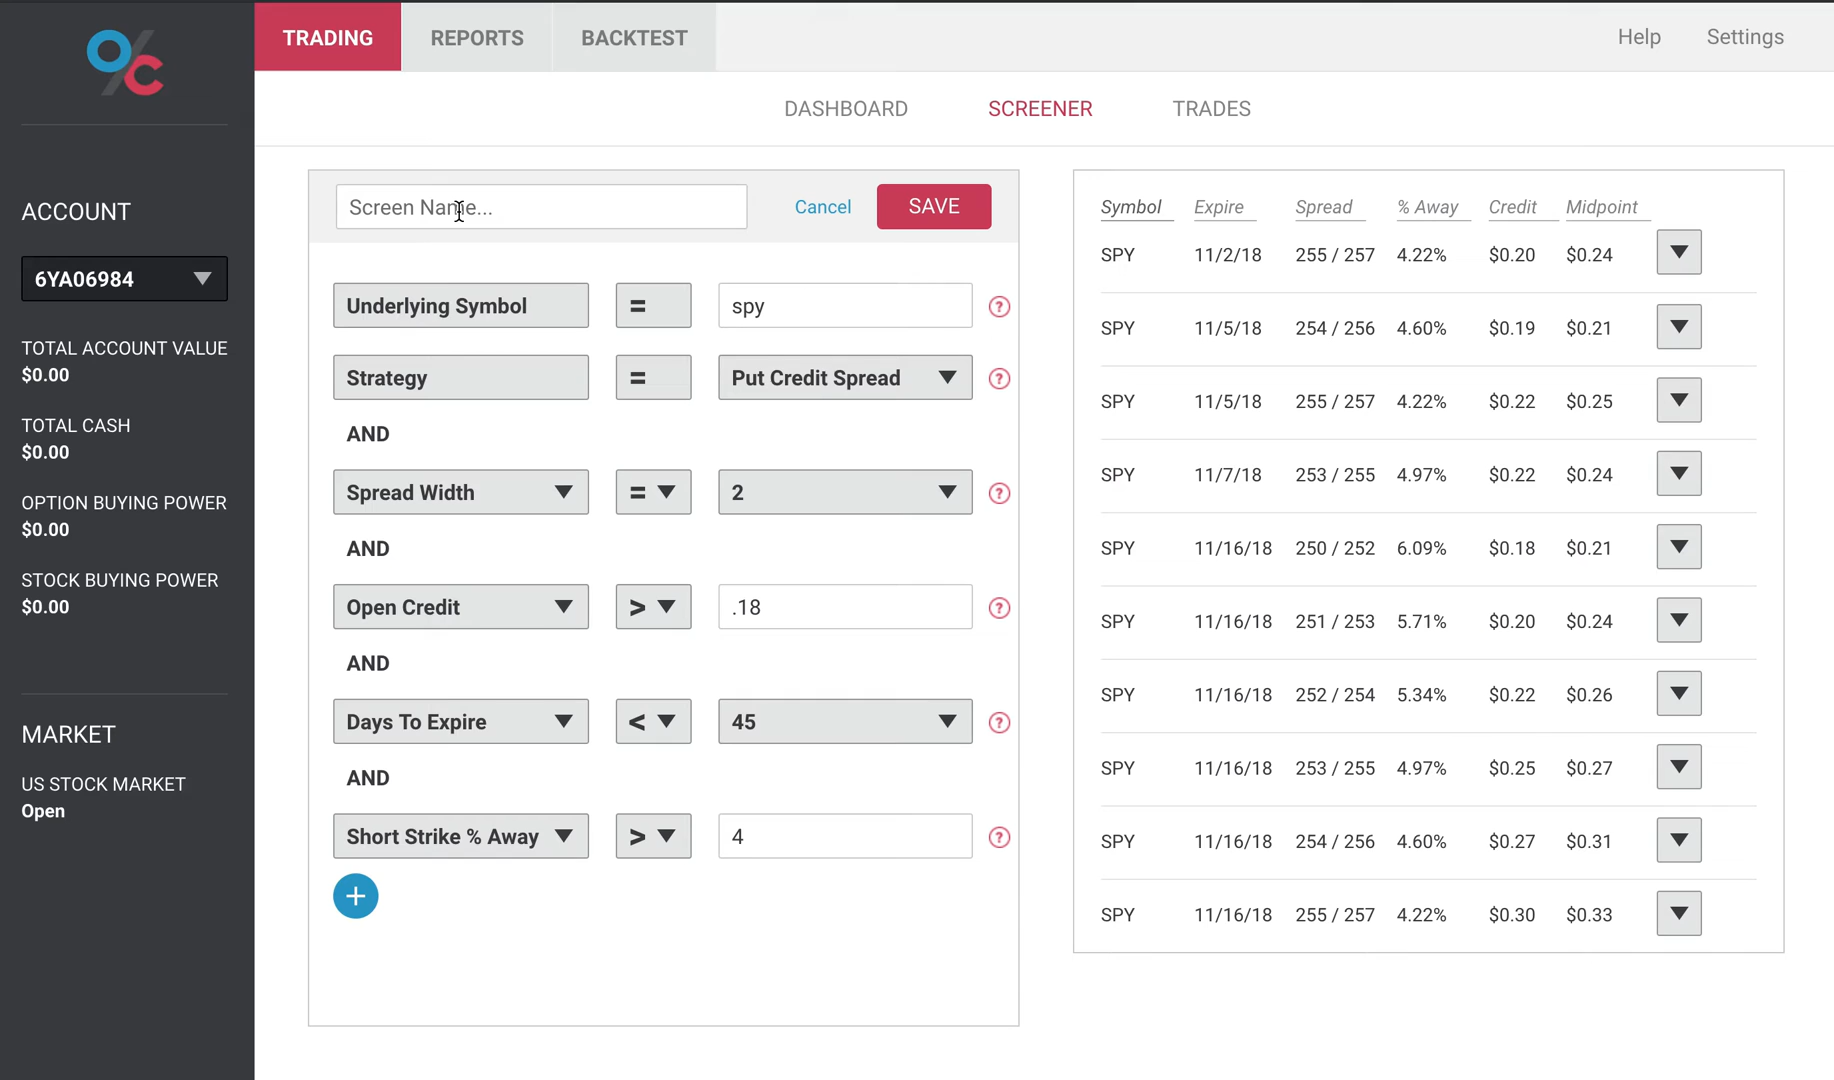 TRADING REPORTS BACKTEST Help Settings
DASHBOARD SCREENER TRADES
ACCOUNT
6YA06984
TOTAL ACCOUNT VALUE
$0.00
TOTAL CASH
$0.00
OPTION BUYING POWER
$0.00
STOCK BUYING POWER
$0.00
MARKET
US STOCK MARKET
Open
Screen Name... Cancel SAVE
Underlying Symbol = spy ?
Strategy = Put Credit Spread ?
AND
Spread Width = 2 ?
AND
Open Credit > .18 ?
AND
Days To Expire < 45 ?
AND
Short Strike % Away > 4 ?
+
Symbol Expire Spread % Away Credit Midpoint
SPY 11/2/18 255 / 257 4.22% $0.20 $0.24
SPY 11/5/18 254 / 256 4.60% $0.19 $0.21
SPY 11/5/18 255 / 257 4.22% $0.22 $0.25
SPY 11/7/18 253 / 255 4.97% $0.22 $0.24
SPY 11/16/18 250 / 252 6.09% $0.18 $0.21
SPY 11/16/18 251 / 253 5.71% $0.20 $0.24
SPY 11/16/18 252 / 254 5.34% $0.22 $0.26
SPY 11/16/18 253 / 255 4.97% $0.25 $0.27
SPY 11/16/18 254 / 256 4.60% $0.27 $0.31
SPY 11/16/18 255 / 257 4.22% $0.30 $0.33